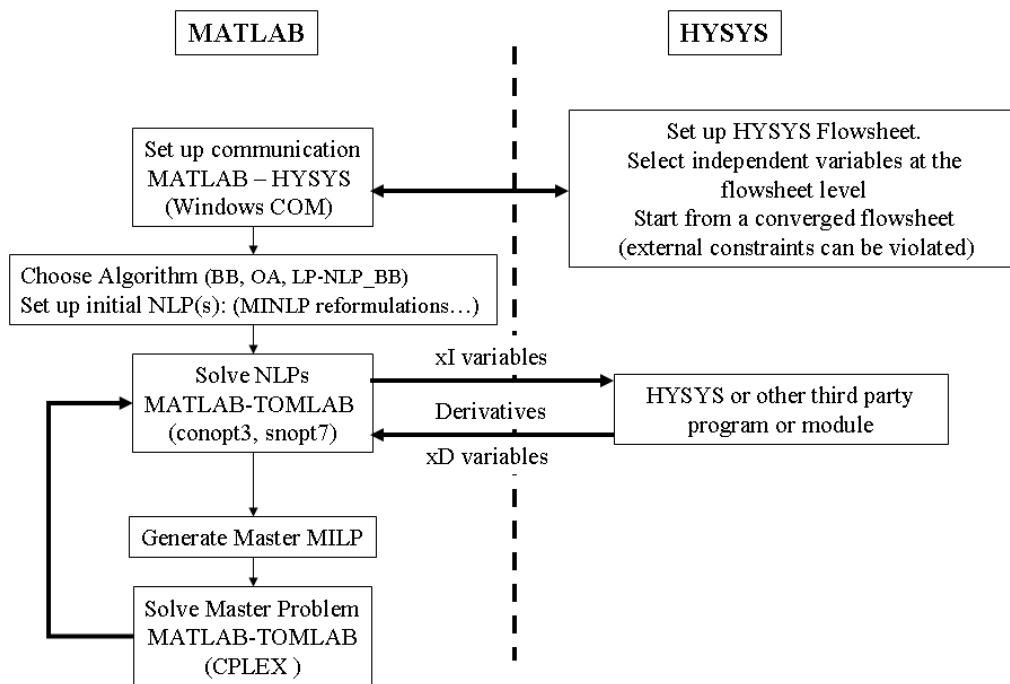 MATLAB
HYSYS
Set up communication
MATLAB – HYSYS
(Windows COM)
Set up HYSYS Flowsheet.
Select independent variables at the
flowsheet level
Start from a converged flowsheet
(external constraints can be violated)
Choose Algorithm (BB, OA, LP-NLP_BB)
Set up initial NLP(s): (MINLP reformulations…)
Solve NLPs
MATLAB-TOMLAB
(conopt3, snopt7)
xI variables
Derivatives
xD variables
HYSYS or other third party
program or module
Generate Master MILP
Solve Master Problem
MATLAB-TOMLAB
(CPLEX )